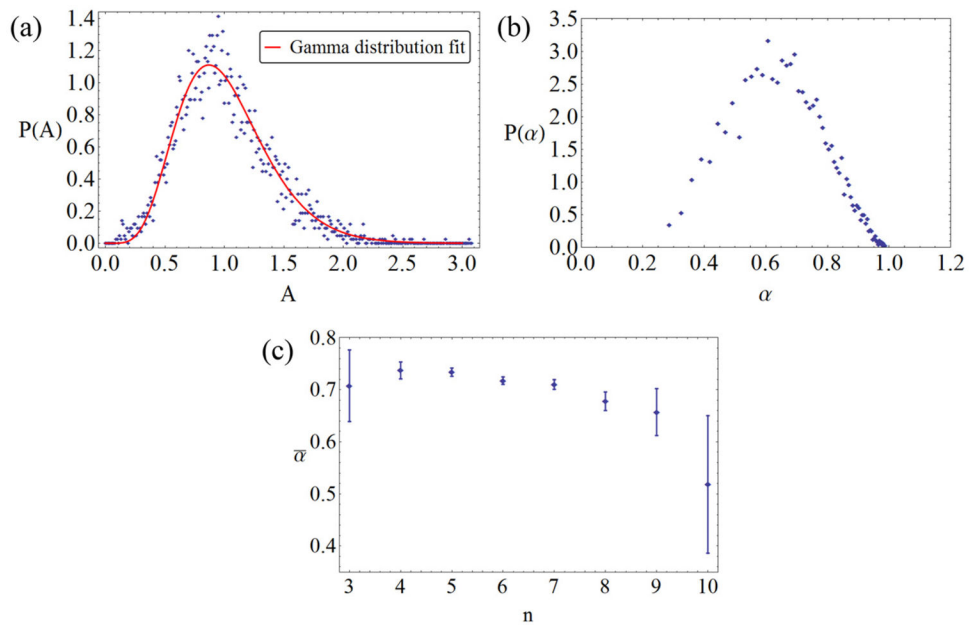 (a)
1.4
1.2
1.0
0.8
0.6
0.4
0.2
0.0
P(A)
Gamma distribution fit
0.0 0.5 1.0 1.5 2.0 2.5 3.0
A
(b)
3.5
3.0
2.5
2.0
1.5
1.0
0.5
0.0
P(α)
0.0 0.2 0.4 0.6 0.8 1.0 1.2
α
(c)
0.8
0.7
0.6
0.5
0.4
α̅
3 4 5 6 7 8 9 10
n